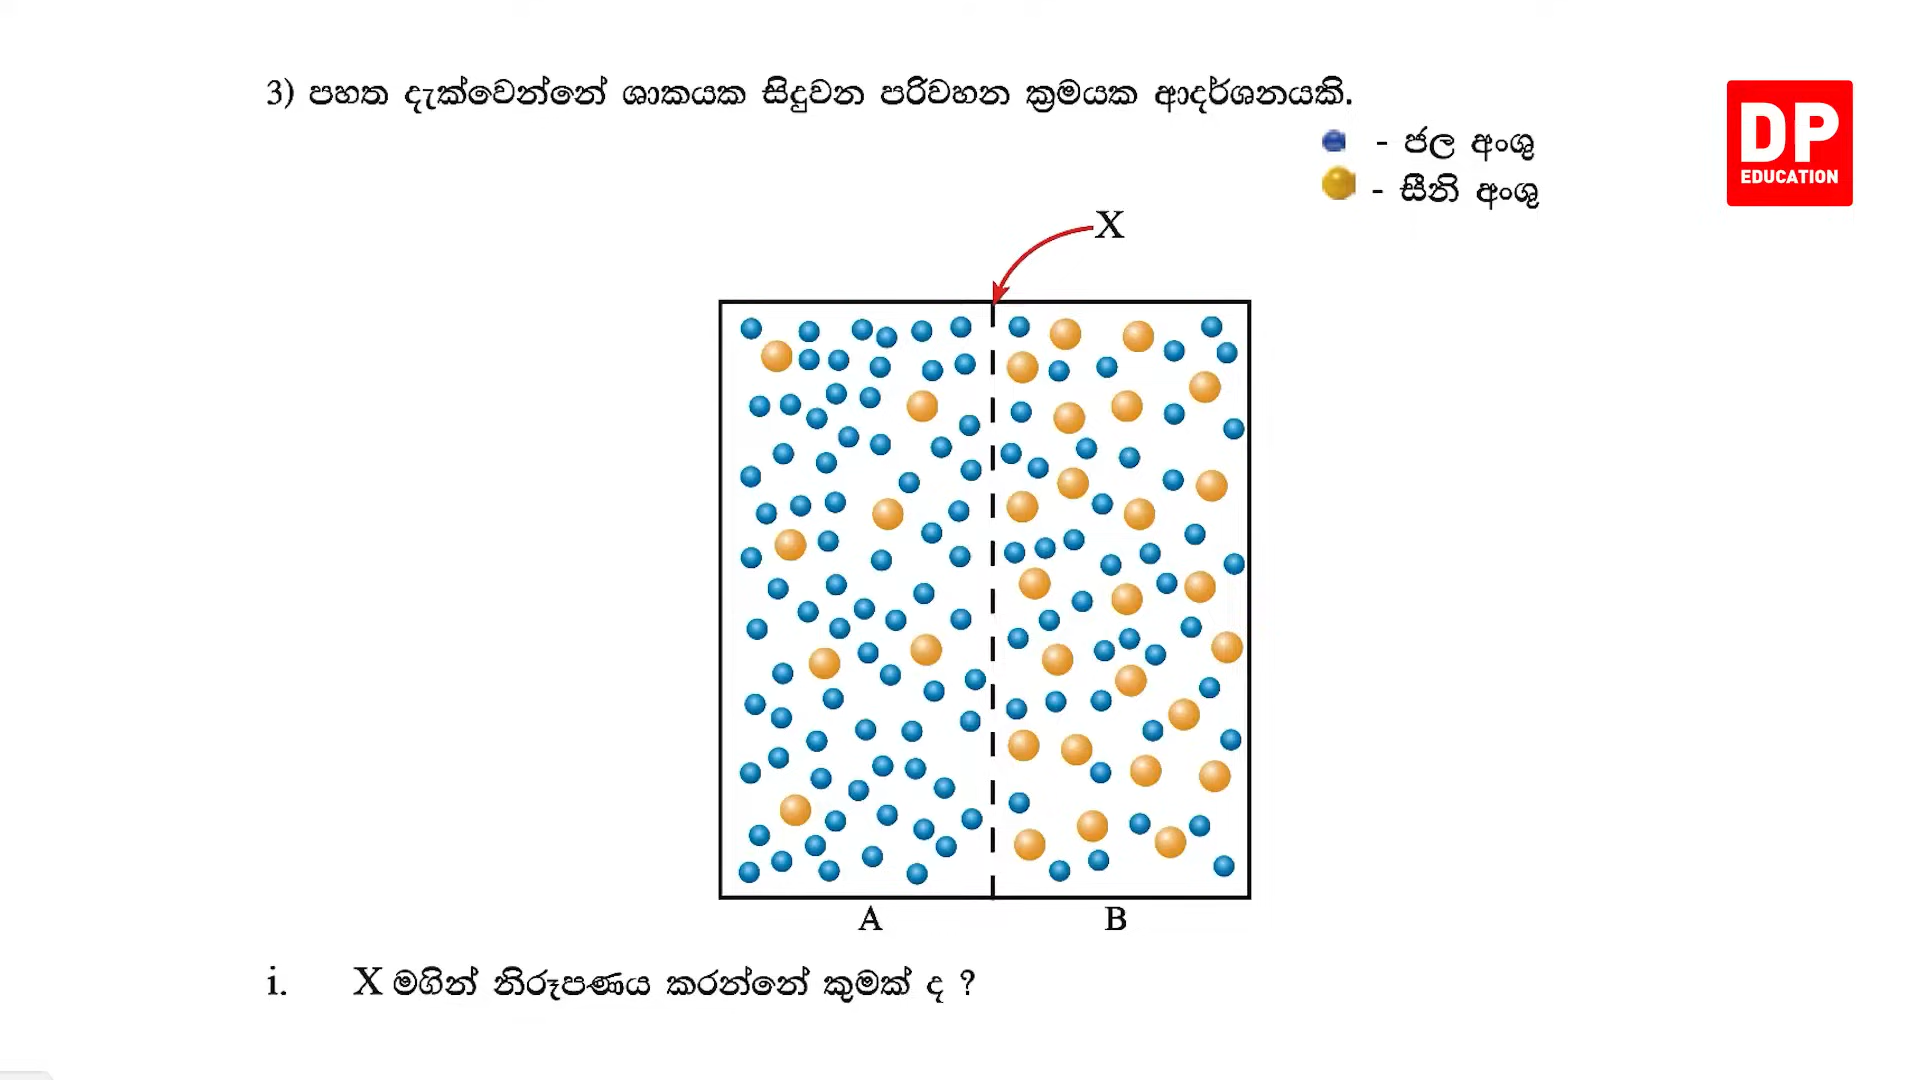 3) පහත දැක්වෙන්නේ ශාකයක සිදුවන පරිවහන ක්‍රමයක ආදර්ශනයකි.
DP
EDUCATION
- ජල අංශු
- සීනි අංශු
X
A
B
i. X මගින් නිරූපණය කරන්නේ කුමක් ද ?